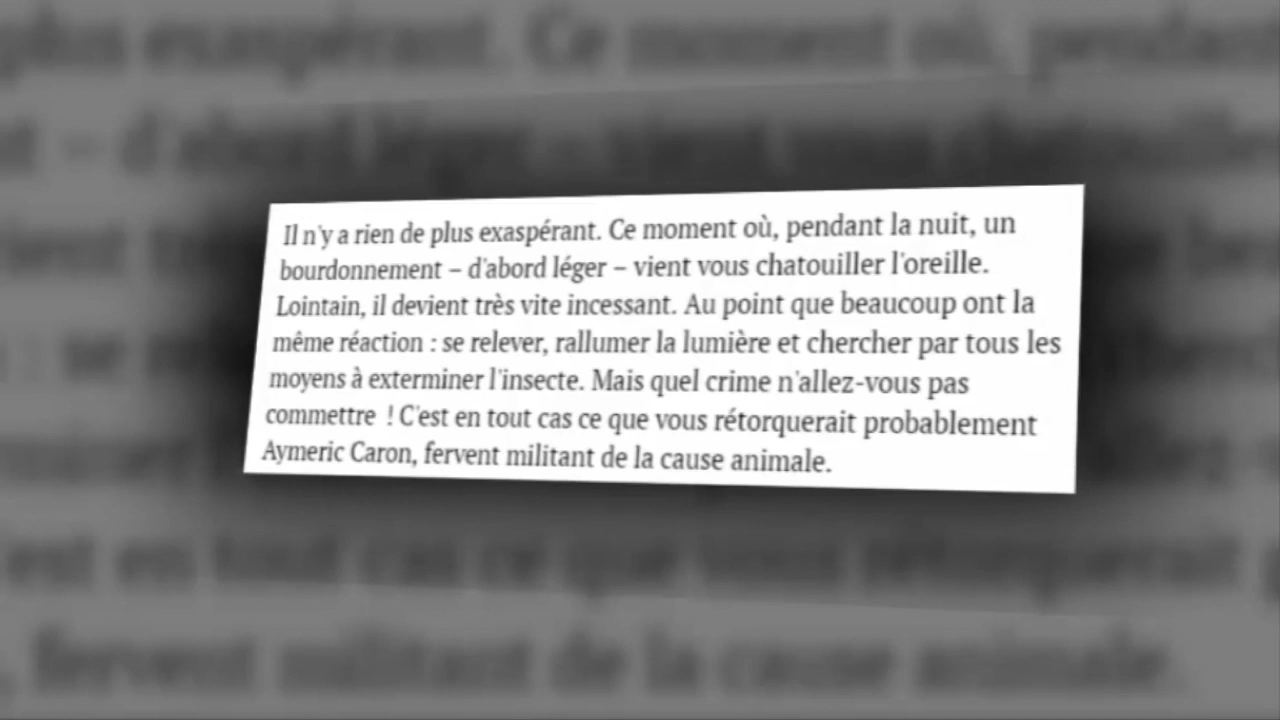 Il n'y a rien de plus exaspérant. Ce moment où, pendant la nuit, un
bourdonnement – d'abord léger – vient vous chatouiller l'oreille.
Lointain, il devient très vite incessant. Au point que beaucoup ont la
même réaction : se relever, rallumer la lumière et chercher par tous les
moyens à exterminer l'insecte. Mais quel crime n'allez-vous pas
commettre ! C'est en tout cas ce que vous rétorquerait probablement
Aymeric Caron, fervent militant de la cause animale.